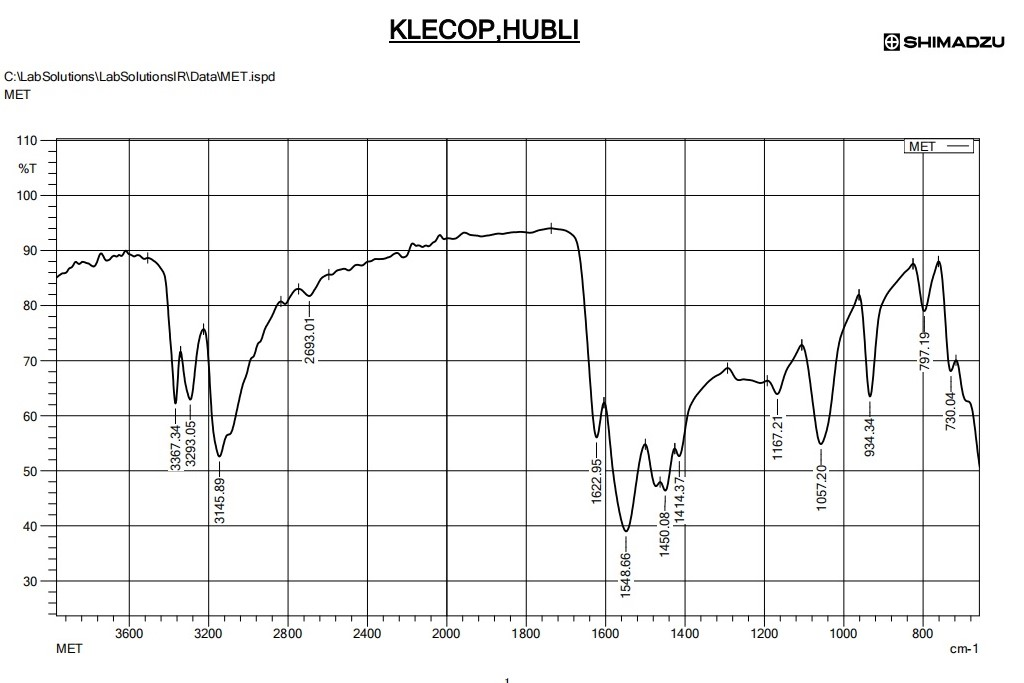 KLECOP,HUBLI
SHIMADZU
C:\LabSolutions\LabSolutionsIR\Data\MET.ispd
MET
110
%T
100
90
80
70
60
50
40
30
MET
3367.34
3293.05
3145.89
2693.01
1622.95
1548.66
1450.08
1414.37
1167.21
1057.20
934.34
797.19
730.04
3600 3200 2800 2400 2000 1800 1600 1400 1200 1000 800
MET cm-1
1